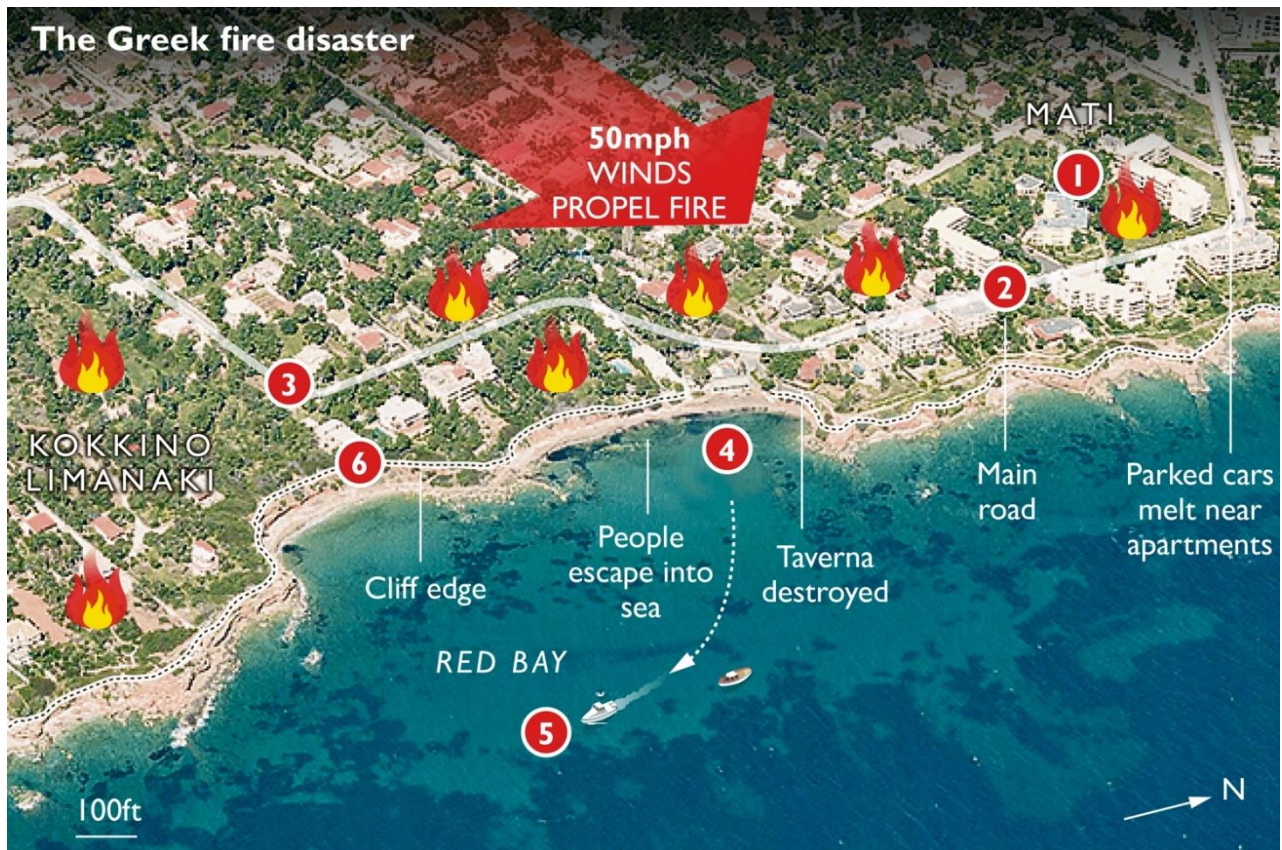 The Greek fire disaster
50mph
WINDS
PROPEL FIRE
MATI
1
2
3
KOKKINO
LIMANAKI
6
4
Cliff edge
People
escape into
sea
Taverna
destroyed
Main
road
Parked cars
melt near
apartments
RED BAY
5
100ft
N